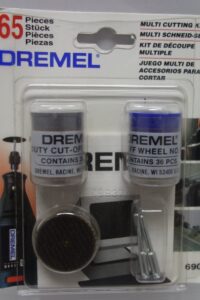 65 Pieces
Stück
Pièces
Piezas
DREMEL
MULTI CUTTING K
MULTI SCHNEID-S
KIT DE DÉCOUPE
MULTIPLE
JUEGO MULTI DE
ACCESORIOS PARA
CORTAR
DREMEL
DUTY CUT-OF
CONTAINS
DREMEL, RACINE, WI
DREMEL
FF WHEEL NO.
CONTAINS 36 PCS
DREMEL, RACINE, WI 53406
DREMEL
690